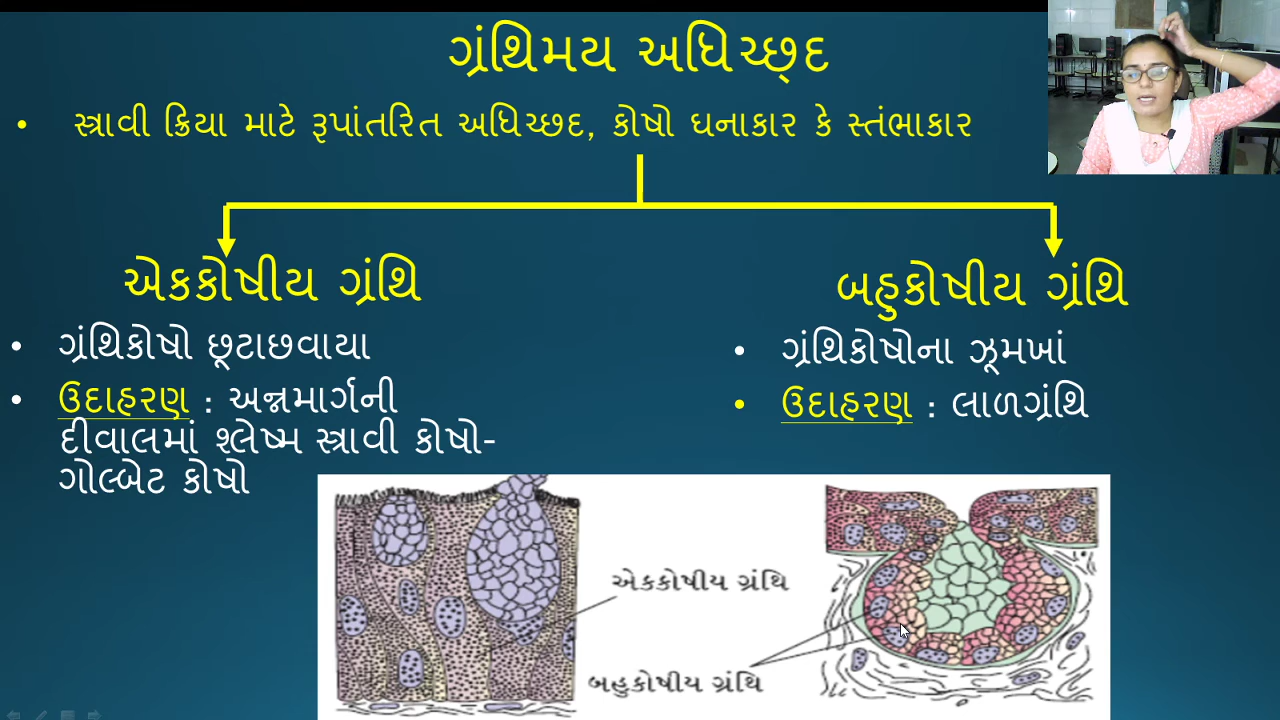 ગ્રંથિમય અધિચ્છ્દ
• સ્ત્રાવી ક્રિયા માટે રૂપાંતરિત અધિચ્છદ, કોષો ઘનાકાર કે સ્તંભાકાર
એકકોષીય ગ્રંથિ
• ગ્રંથિકોષો છૂટાછવાયા
• ઉદાહરણ : અન્નમાર્ગની
દીવાલમાં શ્લેષ્મ સ્ત્રાવી કોષો-
ગોલ્બેટ કોષો
બહુકોષીય ગ્રંથિ
• ગ્રંથિકોષોના ઝૂમખાં
• ઉદાહરણ : લાળગ્રંથિ
એકકોષીય ગ્રંથિ
બહુકોષીય ગ્રંથિ